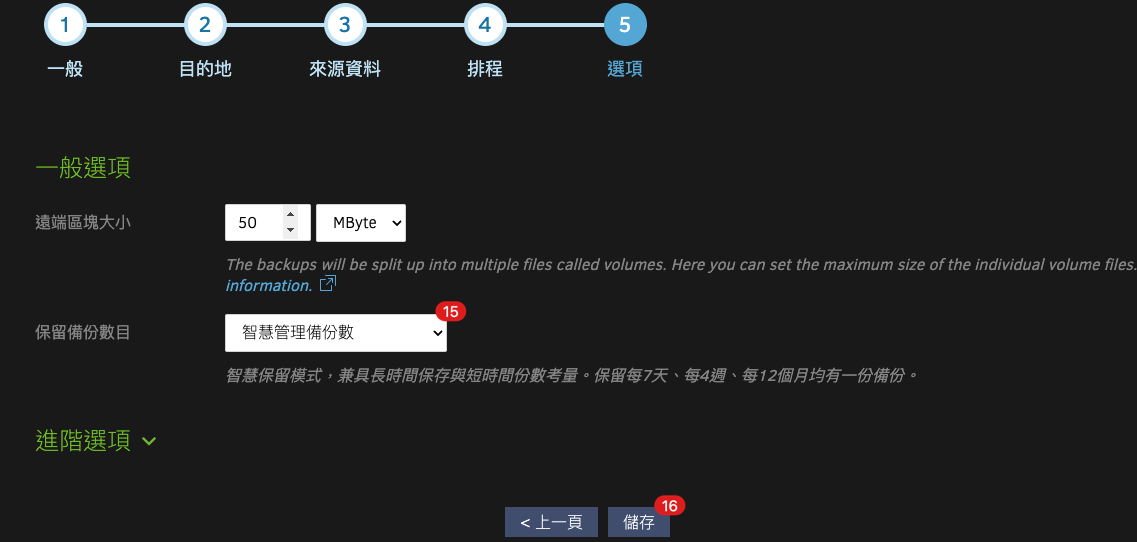 1 2 3 4 5
一般 目的地 來源資料 排程 選項
一般選項
遠端區塊大小 50 MByte
The backups will be split up into multiple files called volumes. Here you can set the maximum size of the individual volume files.
information.
15
保留備份數目 智慧管理備份數
智慧保留模式，兼具長時間保存與短時間份數考量。保留每7天、每4週、每12個月均有一份備份。
進階選項
16
< 上一頁 儲存